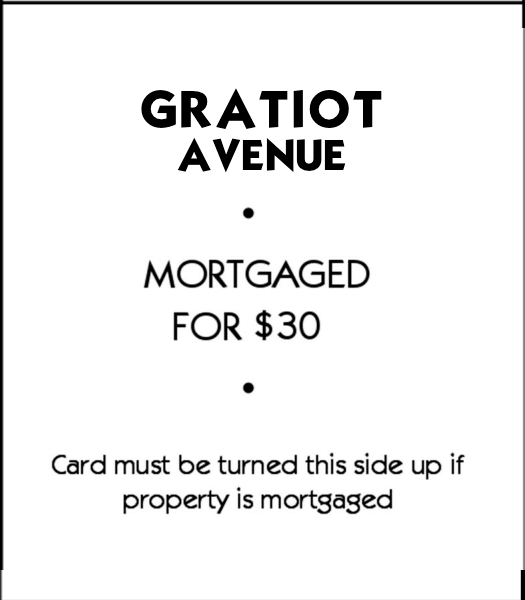 GRATIOT
AVENUE
•
MORTGAGED
FOR $30
•
Card must be turned this side up if
property is mortgaged